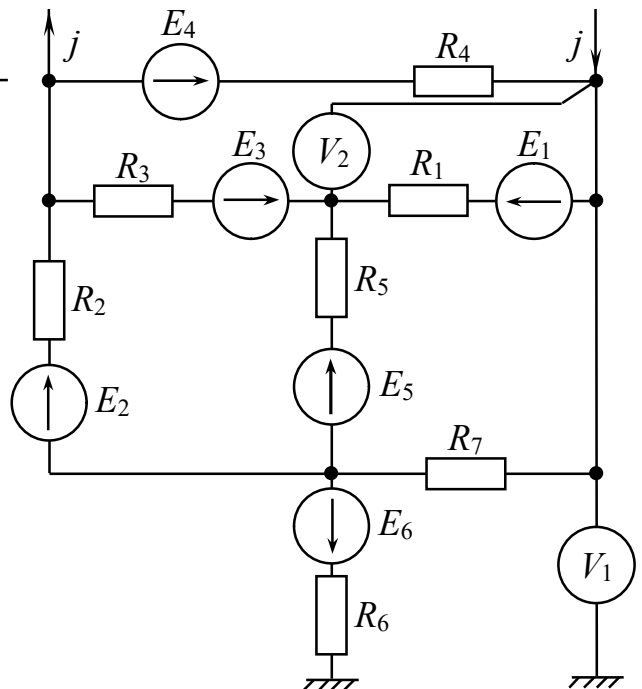 j E₄ R₄ j
V₂
R₃ E₃ R₁ E₁
R₂ R₅
E₂ E₅
R₇
E₆ V₁
R₆